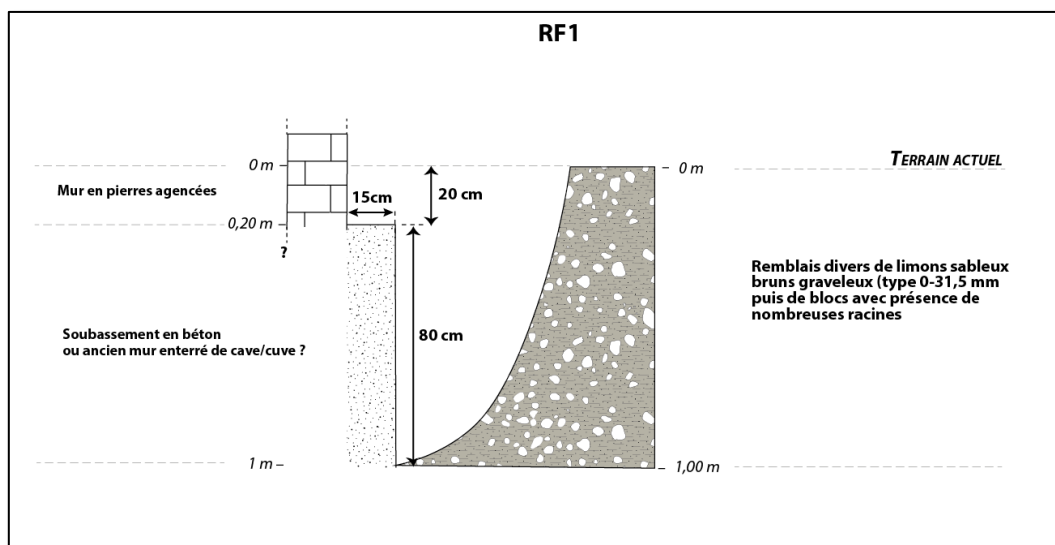 RF1
TERRAIN ACTUEL
0 m
0 m
Mur en pierres agencées
15cm
20 cm
0,20 m
?
Remblais divers de limons sableux
bruns graveleux (type 0-31,5 mm
puis de blocs avec présence de
nombreuses racines
Soubassement en béton
ou ancien mur enterré de cave/cuve ?
80 cm
1 m
1,00 m